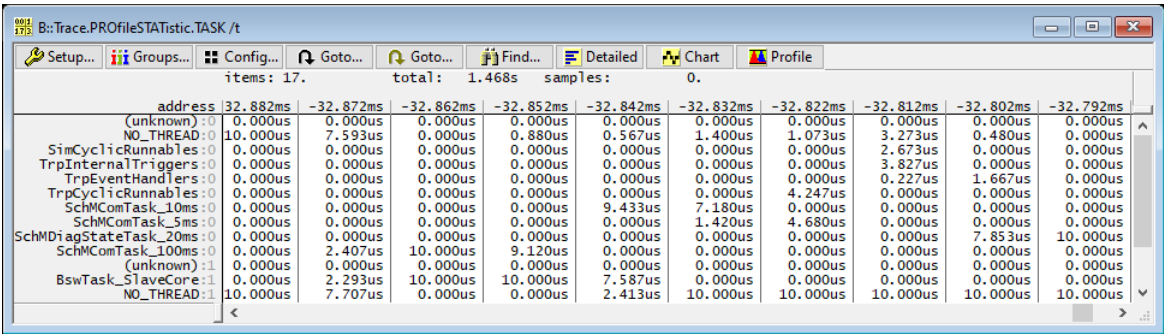 B::Trace.PROfileSTATistic.TASK /t
Setup... Groups... Config... Goto... Goto... Find... Detailed Chart Profile
items: 17. total: 1.468s samples: 0.
address |32.882ms | -32.872ms | -32.862ms | -32.852ms | -32.842ms | -32.832ms | -32.822ms | -32.812ms | -32.802ms | -32.792ms |
(unknown):0 0.000us 0.000us 0.000us 0.000us 0.000us 0.000us 0.000us 0.000us 0.000us 0.000us
NO_THREAD:0 10.000us 7.593us 0.000us 0.880us 0.567us 1.400us 1.073us 3.273us 0.480us 0.000us
SimCyclicRunnables:0 0.000us 0.000us 0.000us 0.000us 0.000us 0.000us 0.000us 2.673us 0.000us 0.000us
TrpInternalTriggers:0 0.000us 0.000us 0.000us 0.000us 0.000us 0.000us 0.000us 3.827us 0.000us 0.000us
TrpEventHandlers:0 0.000us 0.000us 0.000us 0.000us 0.000us 0.000us 0.000us 0.227us 1.667us 0.000us
TrpCyclicRunnables:0 0.000us 0.000us 0.000us 0.000us 0.000us 0.000us 4.247us 0.000us 0.000us 0.000us
SchMComTask_10ms:0 0.000us 0.000us 0.000us 0.000us 9.433us 7.180us 0.000us 0.000us 0.000us 0.000us
SchMComTask_5ms:0 0.000us 0.000us 0.000us 0.000us 0.000us 1.420us 4.680us 0.000us 0.000us 0.000us
SchMDiagStateTask_20ms:0 0.000us 0.000us 0.000us 0.000us 0.000us 0.000us 0.000us 0.000us 7.853us 10.000us
SchMComTask_100ms:0 0.000us 2.407us 10.000us 9.120us 0.000us 0.000us 0.000us 0.000us 0.000us 0.000us
(unknown):1 0.000us 0.000us 0.000us 0.000us 0.000us 0.000us 0.000us 0.000us 0.000us 0.000us
BswTask_SlaveCore:1 0.000us 2.293us 10.000us 10.000us 7.587us 0.000us 0.000us 0.000us 0.000us 0.000us
NO_THREAD:1 10.000us 7.707us 0.000us 0.000us 2.413us 10.000us 10.000us 10.000us 10.000us 10.000us